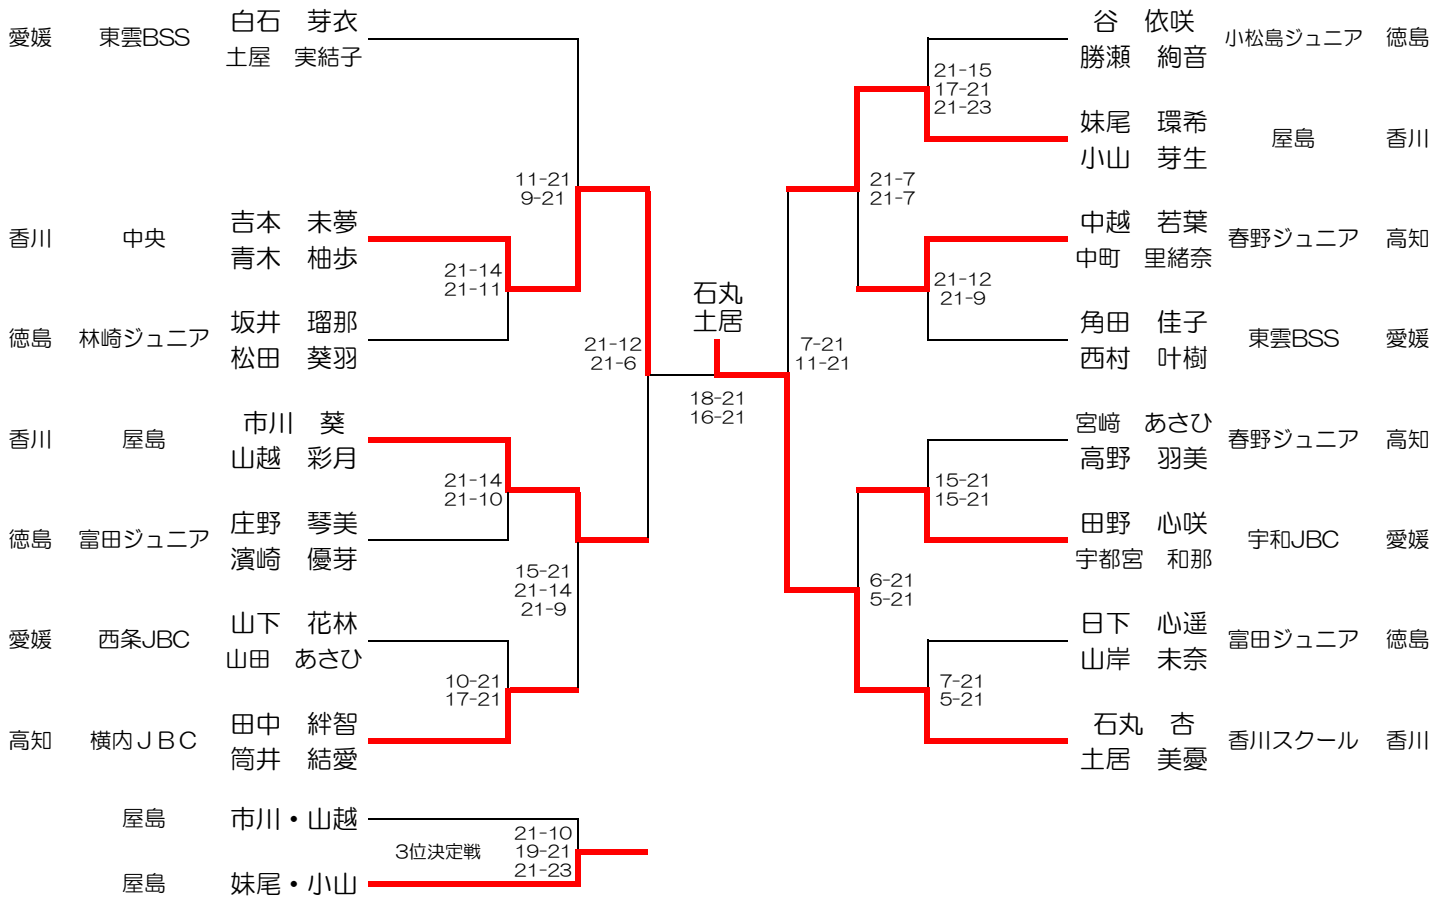 白石　芽衣
愛媛　東雲BSS
土屋　実結子
11-21
9-21
吉本　未夢
香川　中央
青木　柚歩
21-14
21-11
坂井　瑠那
徳島　林崎ジュニア
松田　葵羽
21-12
21-6
市川　葵
香川　屋島
山越　彩月
21-14
21-10
庄野　琴美
徳島　富田ジュニア
濱崎　優芽
15-21
21-14
21-9
山下　花林
愛媛　西条JBC
山田　あさひ
10-21
17-21
田中　絆智
高知　横内ＪＢＣ
筒井　結愛
石丸
土居
18-21
16-21
谷　依咲
小松島ジュニア　徳島
勝瀬　絢音
21-15
17-21
21-23
妹尾　環希
屋島　香川
小山　芽生
21-7
21-7
中越　若葉
春野ジュニア　高知
中町　里緒奈
21-12
21-9
角田　佳子
東雲BSS　愛媛
西村　叶樹
7-21
11-21
宮﨑　あさひ
春野ジュニア　高知
高野　羽美
15-21
15-21
田野　心咲
宇和JBC　愛媛
宇都宮　和那
6-21
5-21
日下　心遥
富田ジュニア　徳島
山岸　未奈
7-21
5-21
石丸　杏
香川スクール　香川
土居　美憂
屋島　市川・山越
3位決定戦
21-10
19-21
21-23
屋島　妹尾・小山